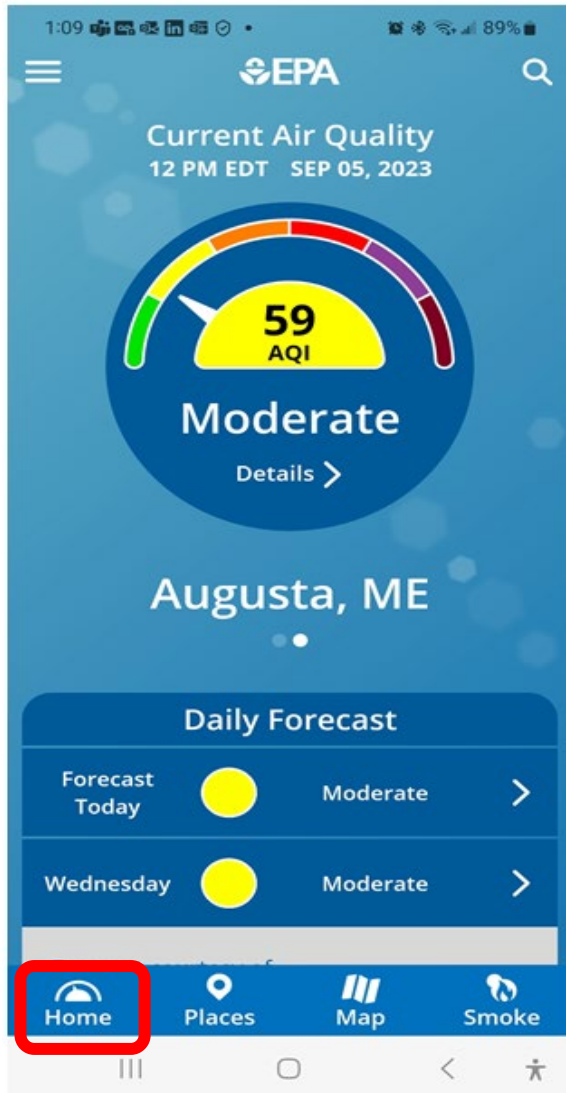 1:09 89%
EPA
Current Air Quality
12 PM EDT SEP 05, 2023
59
AQI
Moderate
Details
Augusta, ME
Daily Forecast
Forecast
Today
Moderate
Wednesday
Moderate
Home Places Map Smoke